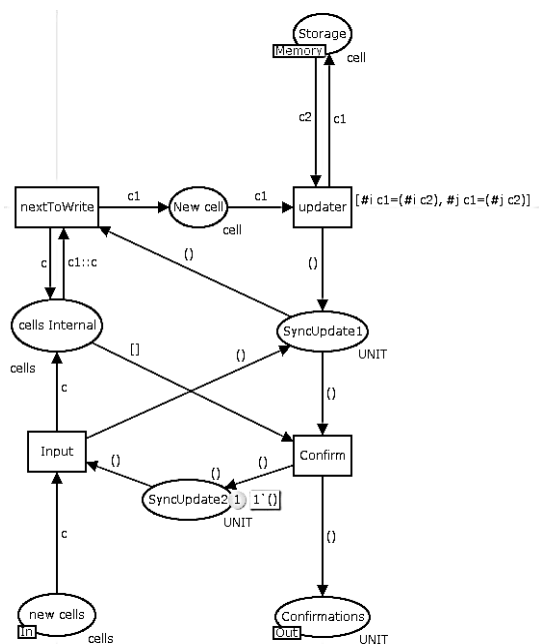 Storage
Memory
cell
c2
c1
nextToWrite
c1
New cell
cell
c1
updater
[#i c1=(#i c2), #j c1=(#j c2)]
()
()
c
c1::c
cells Internal
cells
[]
()
SyncUpdate1
UNIT
c
()
Input
()
()
()
Confirm
SyncUpdate2
1
1`()
UNIT
c
()
new cells
In
cells
Confirmations
Out
UNIT